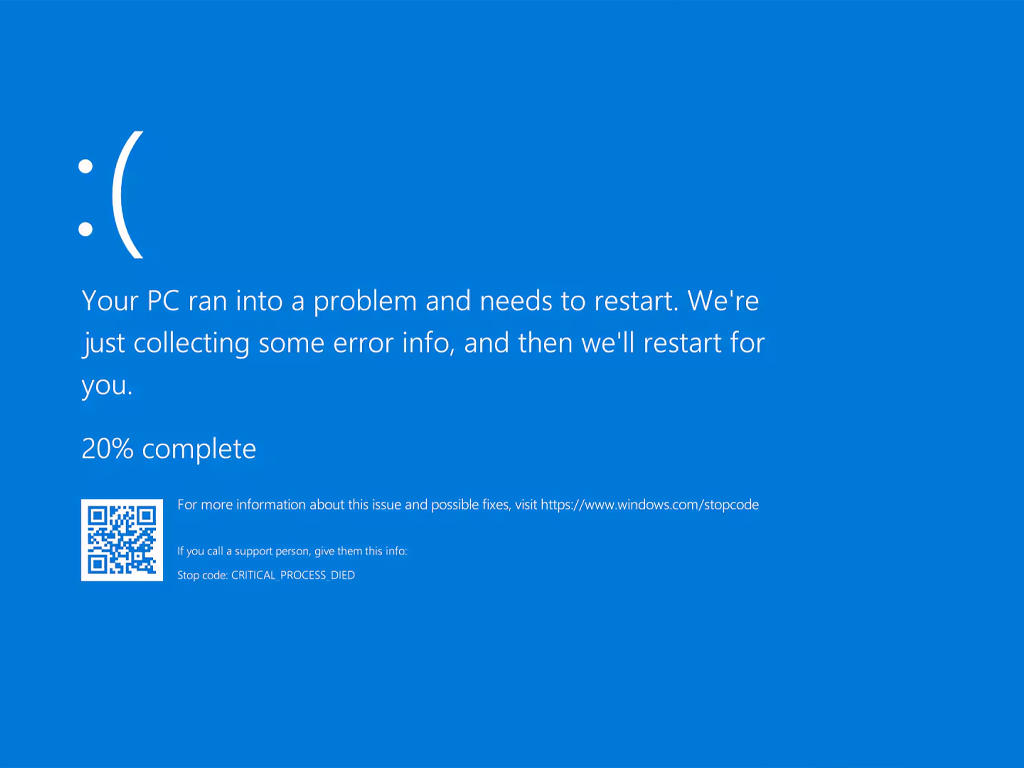 :(
Your PC ran into a problem and needs to restart. We're
just collecting some error info, and then we'll restart for
you.
20% complete
For more information about this issue and possible fixes, visit https://www.windows.com/stopcode
If you call a support person, give them this info:
Stop code: CRITICAL_PROCESS_DIED